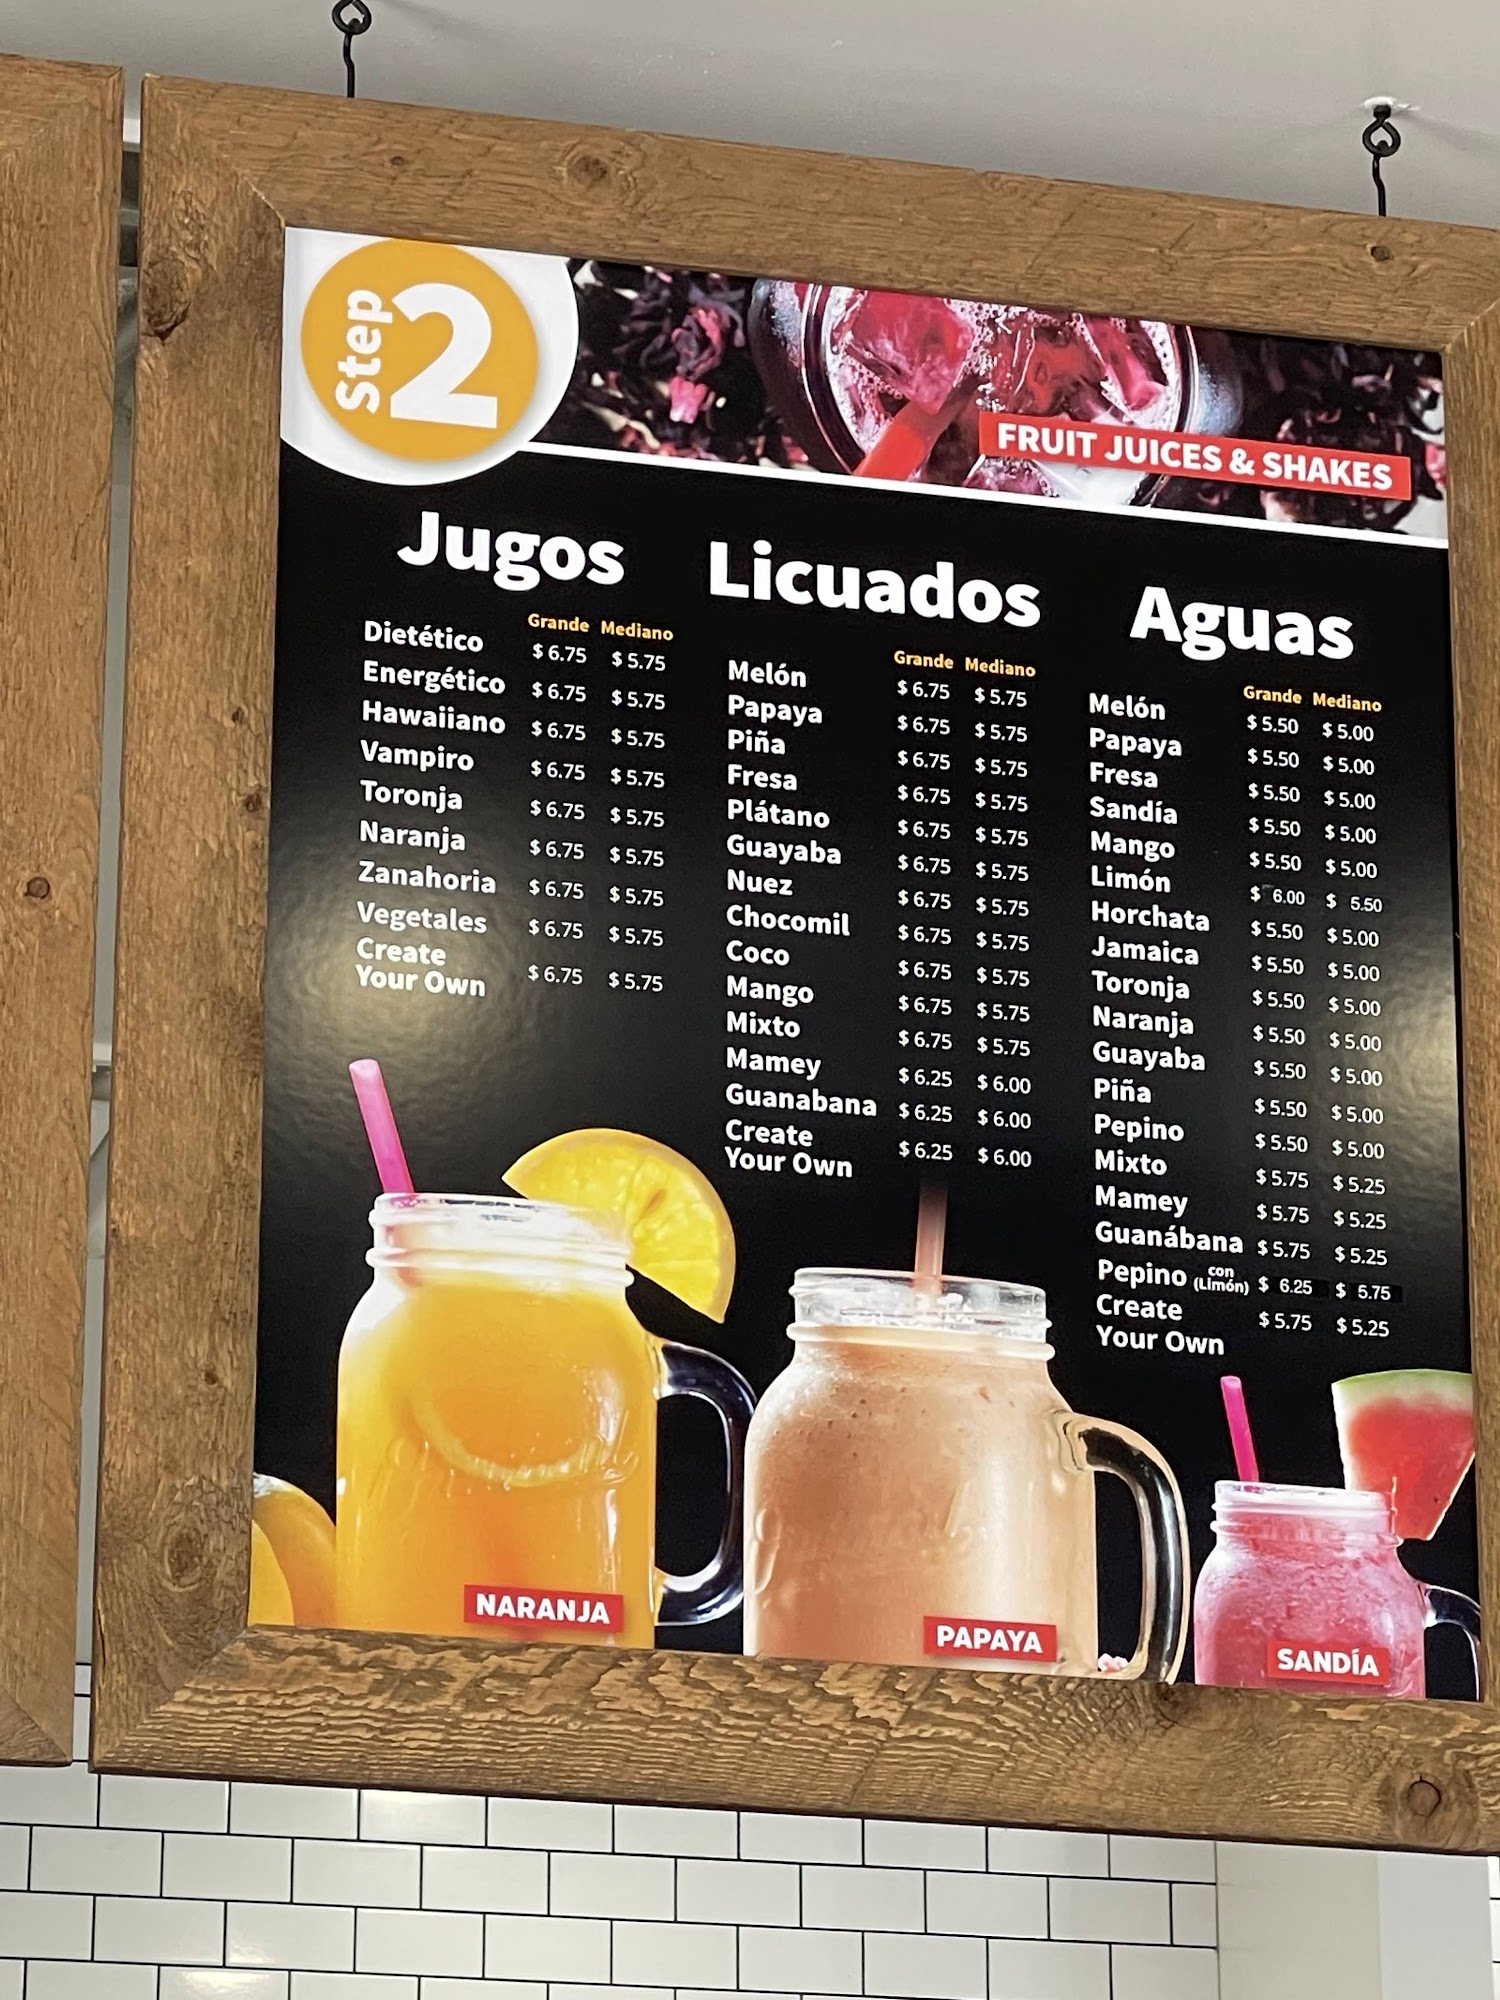 Step 2
FRUIT JUICES & SHAKES
Jugos
Grande Mediano
Dietético $ 6.75 $ 5.75
Energético $ 6.75 $ 5.75
Hawaiiano $ 6.75 $ 5.75
Vampiro $ 6.75 $ 5.75
Toronja $ 6.75 $ 5.75
Naranja $ 6.75 $ 5.75
Zanahoria $ 6.75 $ 5.75
Vegetales $ 6.75 $ 5.75
Create
Your Own $ 6.75 $ 5.75
Licuados
Grande Mediano
Melón $ 6.75 $ 5.75
Papaya $ 6.75 $ 5.75
Piña $ 6.75 $ 5.75
Fresa $ 6.75 $ 5.75
Plátano $ 6.75 $ 5.75
Guayaba $ 6.75 $ 5.75
Nuez $ 6.75 $ 5.75
Chocomil $ 6.75 $ 5.75
Coco $ 6.75 $ 5.75
Mango $ 6.75 $ 5.75
Mixto $ 6.75 $ 5.75
Mamey $ 6.25 $ 6.00
Guanabana $ 6.25 $ 6.00
Create
Your Own $ 6.25 $ 6.00
Aguas
Grande Mediano
Melón $ 5.50 $ 5.00
Papaya $ 5.50 $ 5.00
Fresa $ 5.50 $ 5.00
Sandía $ 5.50 $ 5.00
Mango $ 5.50 $ 5.00
Limón $ 6.00 $ 5.50
Horchata $ 5.50 $ 5.00
Jamaica $ 5.50 $ 5.00
Toronja $ 5.50 $ 5.00
Naranja $ 5.50 $ 5.00
Guayaba $ 5.50 $ 5.00
Piña $ 5.50 $ 5.00
Pepino $ 5.50 $ 5.00
Mixto $ 5.75 $ 5.25
Mamey $ 5.75 $ 5.25
Guanábana $ 5.75 $ 5.25
Pepino con (Limón) $ 6.25 $ 5.75
Create
Your Own $ 5.75 $ 5.25
NARANJA
PAPAYA
SANDÍA